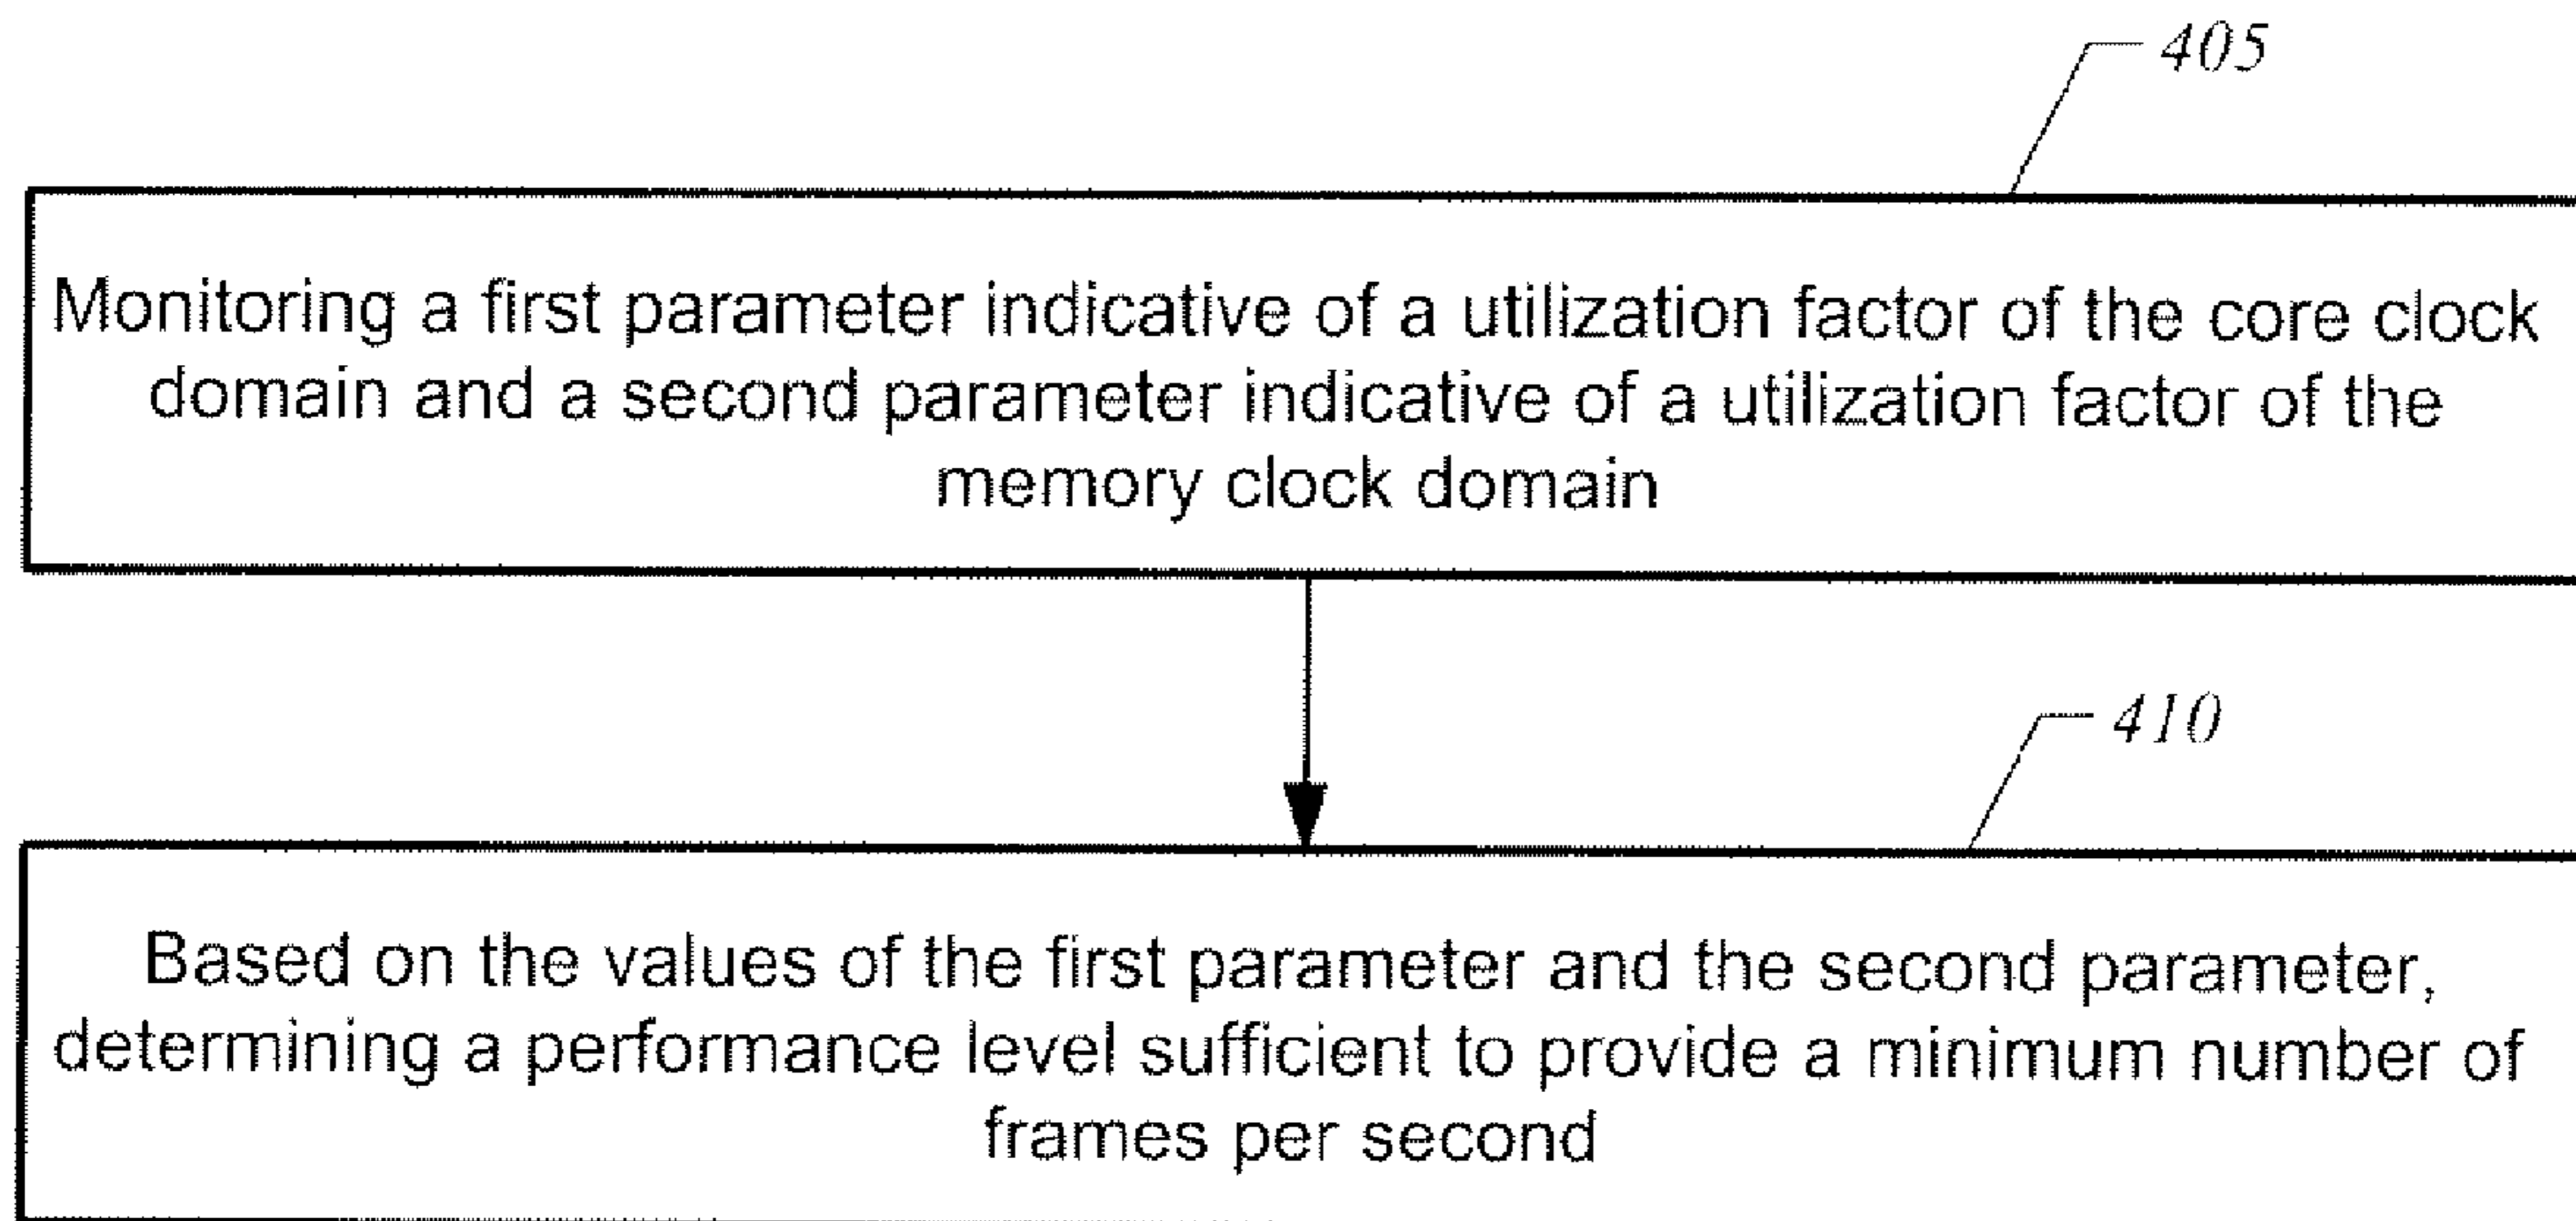 405
Monitoring a first parameter indicative of a utilization factor of the core clock
domain and a second parameter indicative of a utilization factor of the
memory clock domain
410
Based on the values of the first parameter and the second parameter,
determining a performance level sufficient to provide a minimum number of
frames per second